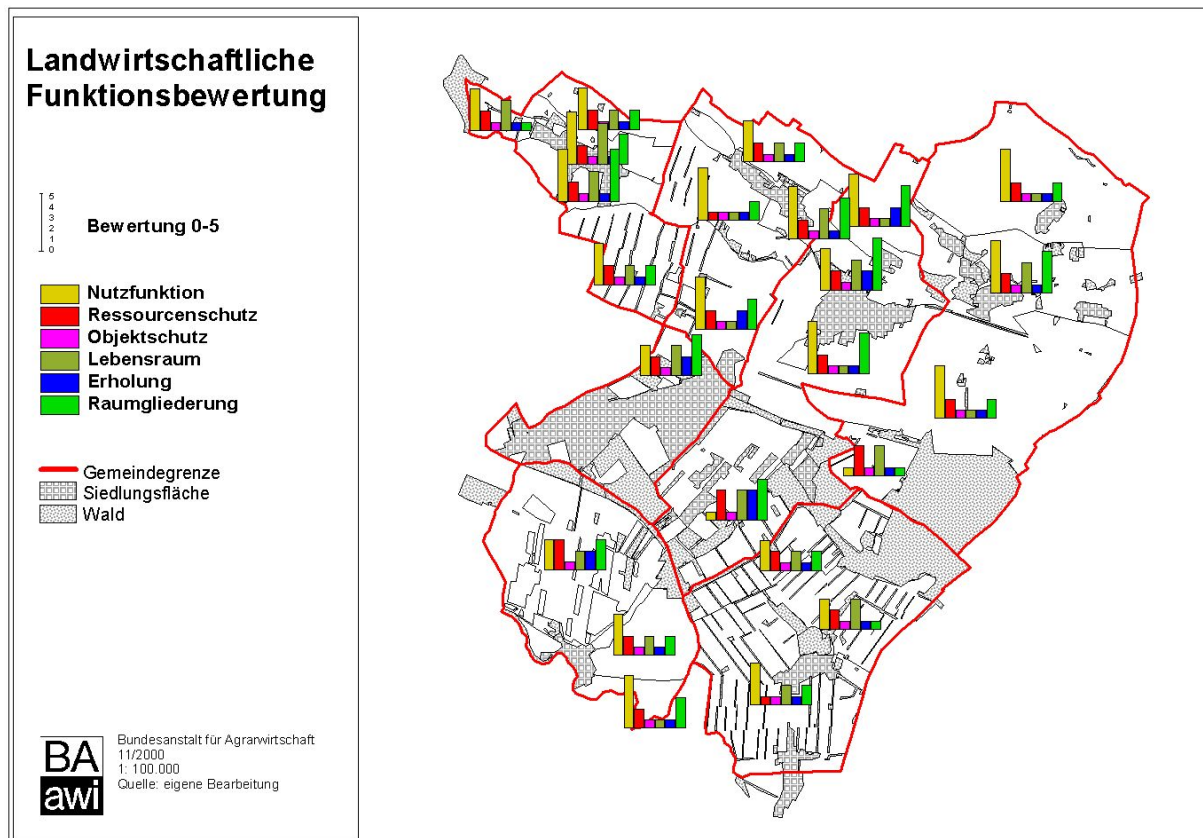 Landwirtschaftliche
Funktionsbewertung
5
4
3
2
1
0
Bewertung 0-5
Nutzfunktion
Ressourcenschutz
Objektschutz
Lebensraum
Erholung
Raumgliederung
Gemeindegrenze
Siedlungsfläche
Wald
BA
awi
Bundesanstalt für Agrarwirtschaft
11/2000
1: 100.000
Quelle: eigene Bearbeitung